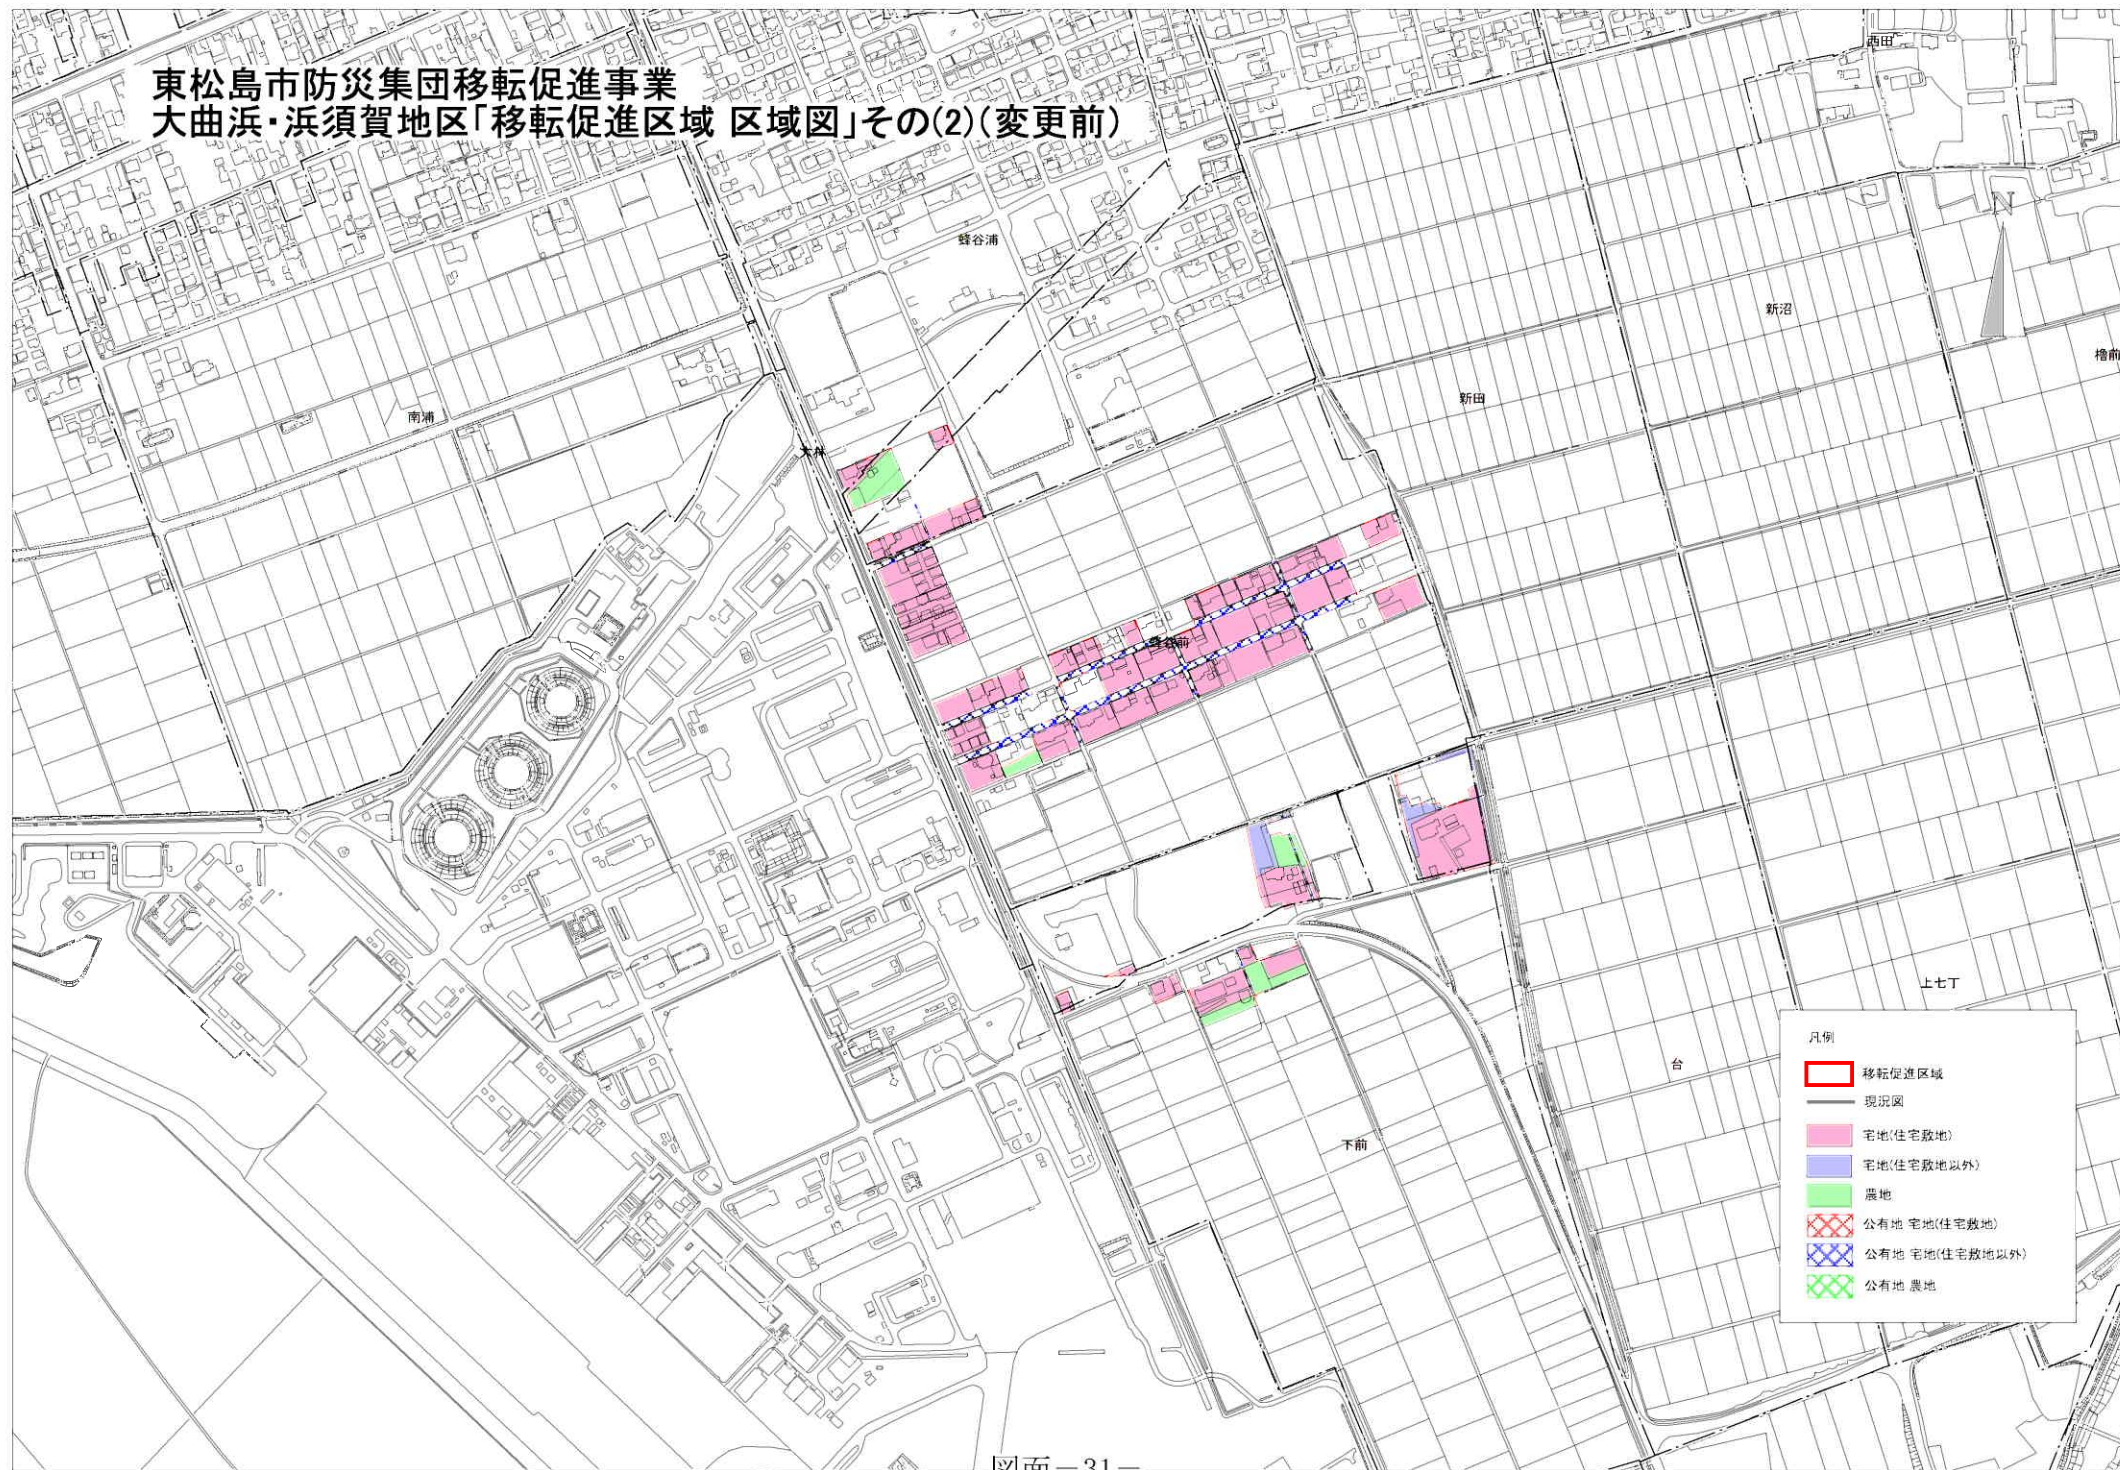 東松島市防災集団移転促進事業
大曲浜・浜須賀地区「移転促進区域 区域図」その(2)(変更前)
西田
N
蜂谷浦
新沼
櫓前
新田
南浦
蜂谷前
上七丁
台
下前
凡例
移転促進区域
現況図
宅地(住宅敷地)
宅地(住宅敷地以外)
農地
公有地 宅地(住宅敷地)
公有地 宅地(住宅敷地以外)
公有地 農地
図面－31－